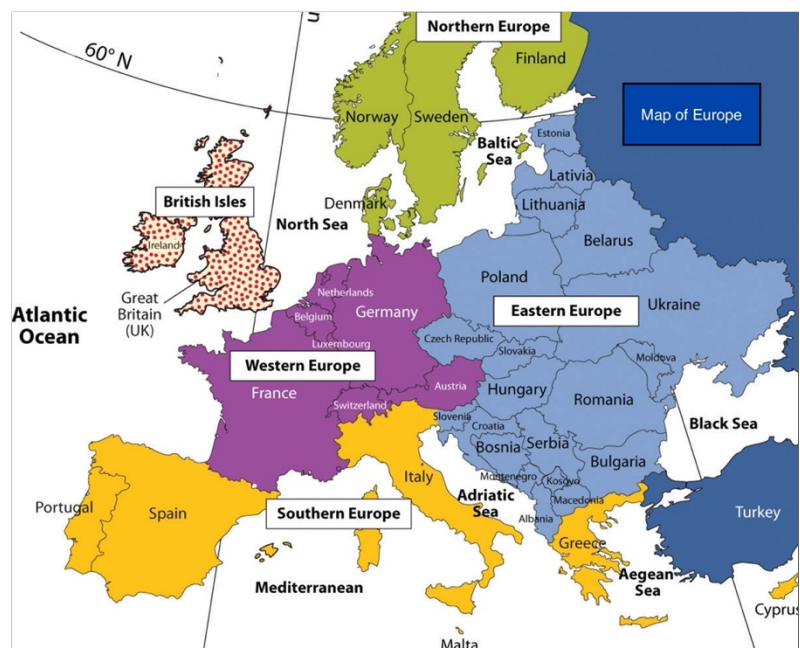 Northern Europe
60° N
n
Finland
Map of Europe
Norway
Sweden
Baltic
Sea
Estonia
Lativia
Lithuania
Denmark
British Isles
North Sea
Belarus
Ireland
Poland
Great
Britain
(UK)
Netherlands
Germany
Belgium
Eastern Europe
Ukraine
Atlantic
Ocean
Luxembourg
Czech Republic
Slovakia
Moldova
Western Europe
France
Austria
Switzerland
Hungary
Romania
Slovenia
Croatia
Black Sea
Bosnia
Serbia
Bulgaria
Italy
Montenegro
Kosovo
Macedonia
Adriatic
Sea
Albania
Portugal
Spain
Southern Europe
Turkey
Greece
Aegean
Sea
Mediterranean
Cyprus
Malta